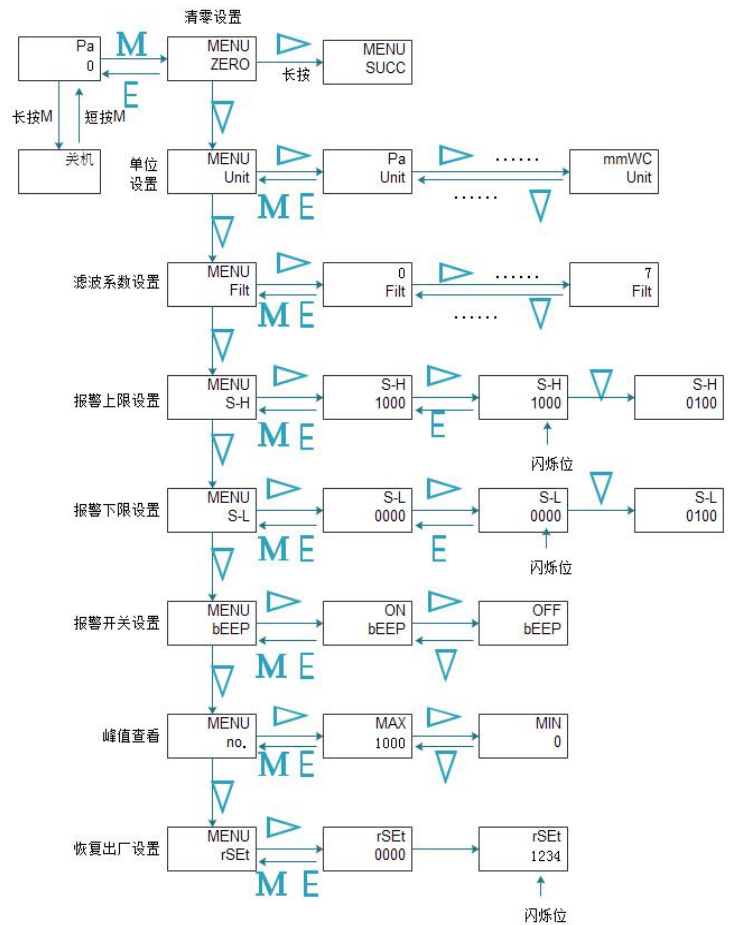 清零设置
Pa
0
M
E
MENU
ZERO
长按
MENU
SUCC
长按M
短按M
关机
单位
设置
MENU
Unit
M E
Pa
Unit
......
......
mmWC
Unit
滤波系数设置
MENU
Filt
M E
0
Filt
......
......
7
Filt
报警上限设置
MENU
S-H
M E
S-H
1000
E
S-H
1000
S-H
0100
闪烁位
报警下限设置
MENU
S-L
M E
S-L
0000
E
S-L
0000
S-L
0100
闪烁位
报警开关设置
MENU
bEEP
M E
ON
bEEP
OFF
bEEP
峰值查看
MENU
no.
M E
MAX
1000
MIN
0
恢复出厂设置
MENU
rSEt
M E
rSEt
0000
rSEt
1234
闪烁位